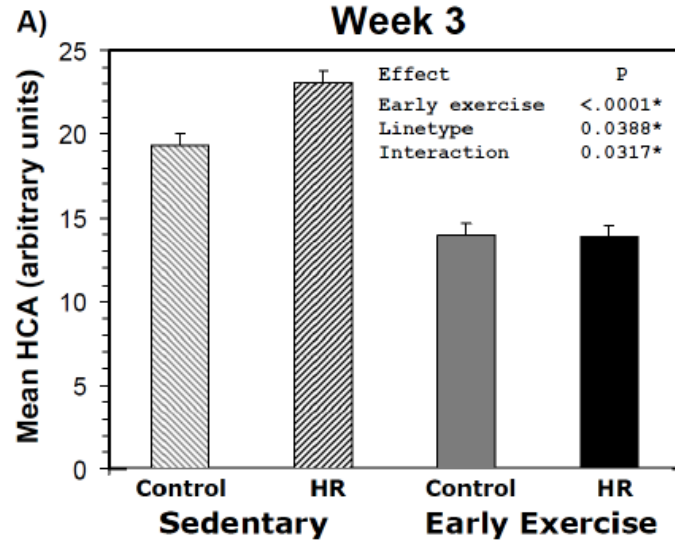 A)
Week 3
Mean HCA (arbitrary units)
25
20
15
10
5
0
Effect P
Early exercise <.0001*
Linetype 0.0388*
Interaction 0.0317*
Control HR Control HR
Sedentary Early Exercise